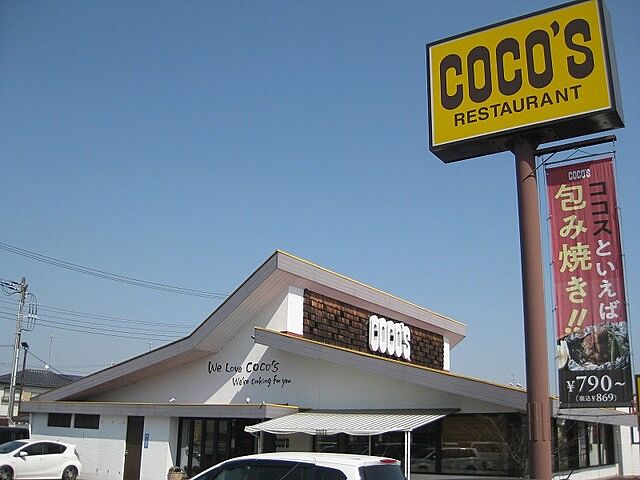 COCO'S
RESTAURANT
COCO'S
ココスといえば
包み焼き!!
¥790~
(税込¥869)
COCO'S
We Love COCO'S
We're cooking for you
COCO'S